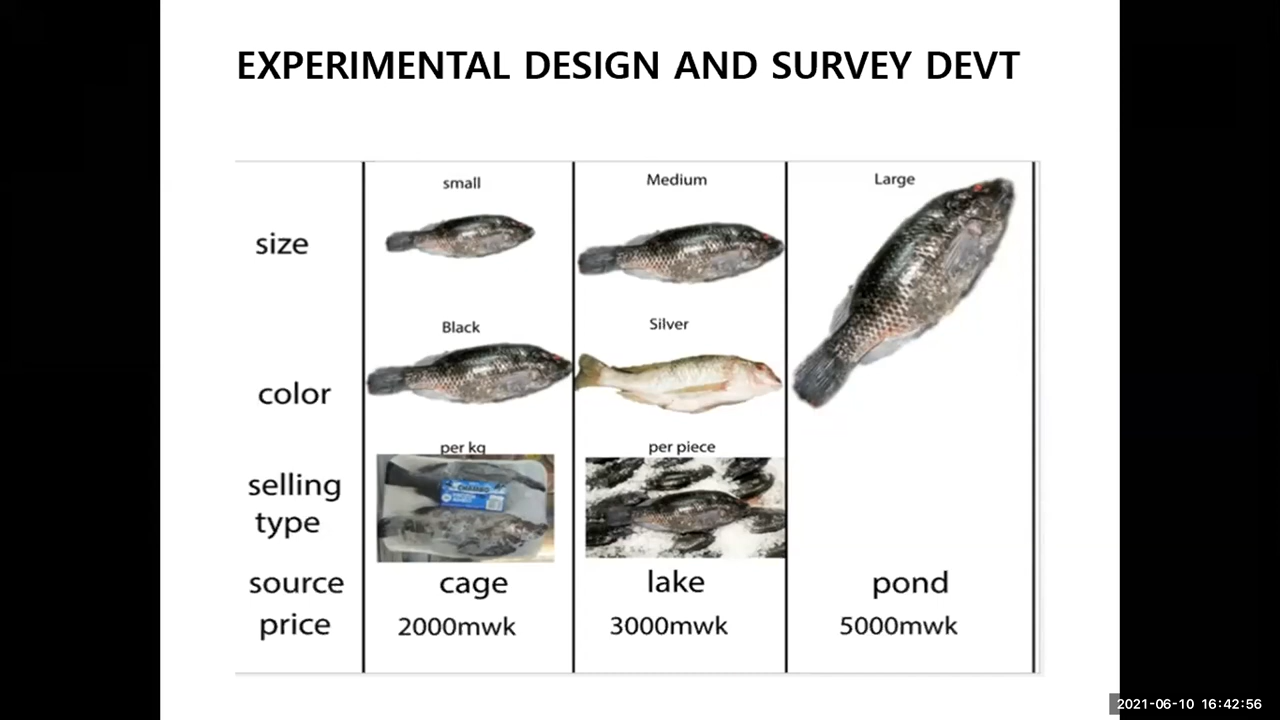 EXPERIMENTAL DESIGN AND SURVEY DEVT
small Medium Large
size
Black Silver
color
per kg per piece
selling
type
source cage lake pond
price 2000mwk 3000mwk 5000mwk
2021-06-10 16:42:56